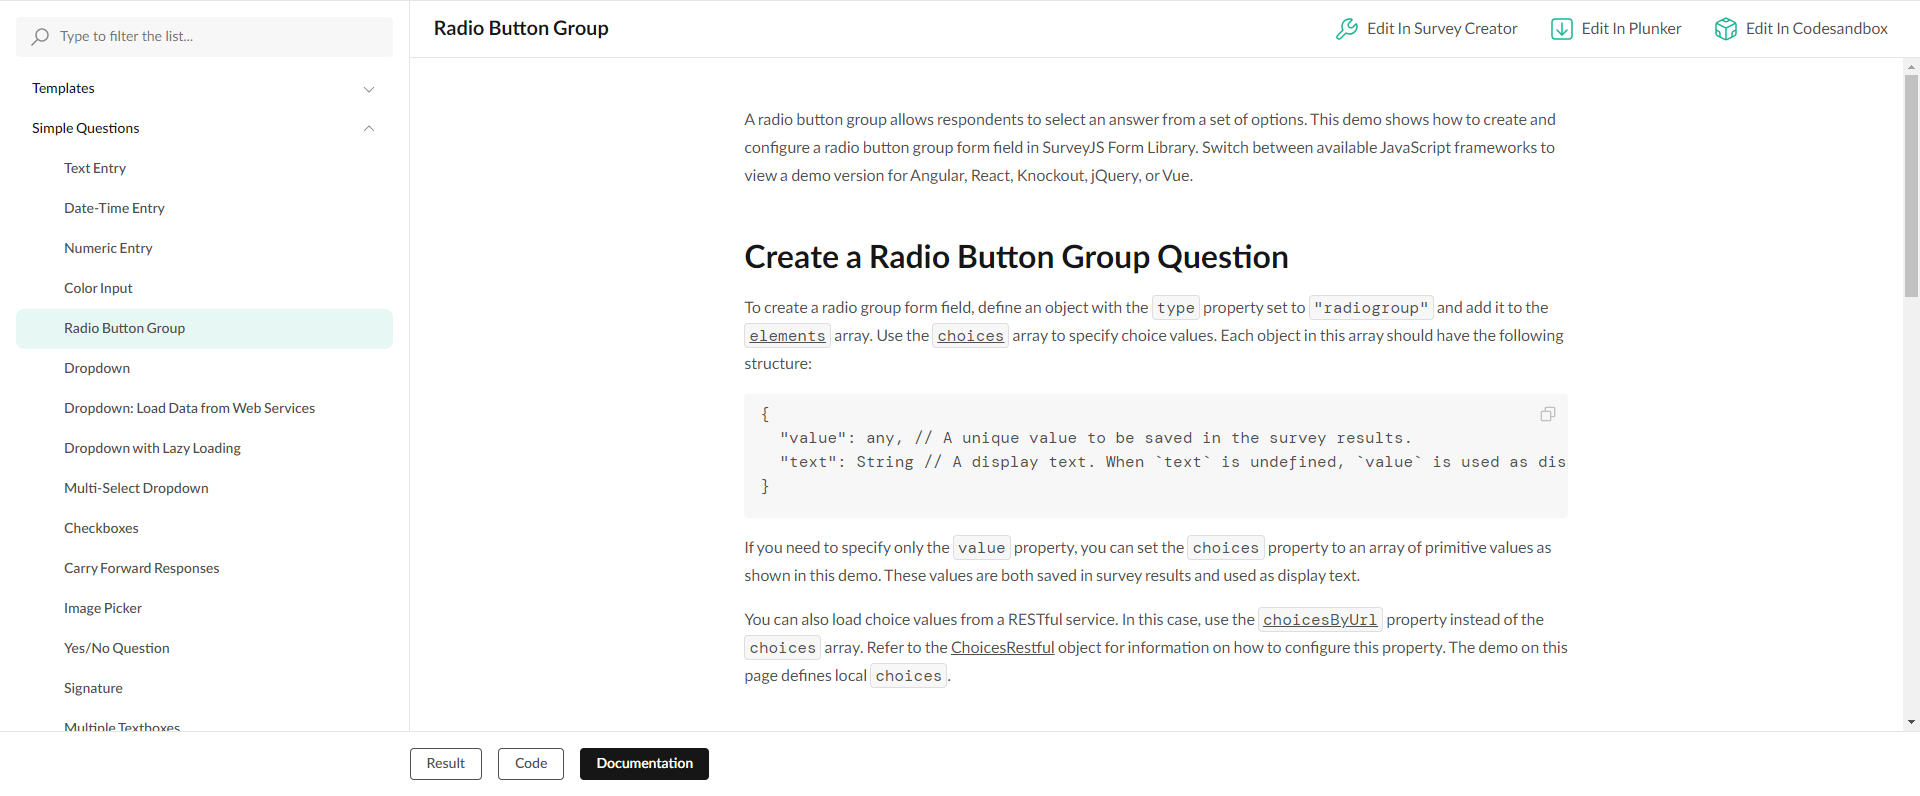 Type to filter the list...
Templates
Simple Questions
Text Entry
Date-Time Entry
Numeric Entry
Color Input
Radio Button Group
Dropdown
Dropdown: Load Data from Web Services
Dropdown with Lazy Loading
Multi-Select Dropdown
Checkboxes
Carry Forward Responses
Image Picker
Yes/No Question
Signature
Multiple Textboxes
Radio Button Group
Edit In Survey Creator
Edit In Plunker
Edit In Codesandbox
A radio button group allows respondents to select an answer from a set of options. This demo shows how to create and
configure a radio button group form field in SurveyJS Form Library. Switch between available JavaScript frameworks to
view a demo version for Angular, React, Knockout, jQuery, or Vue.
Create a Radio Button Group Question
To create a radio group form field, define an object with the type property set to "radiogroup" and add it to the
elements array. Use the choices array to specify choice values. Each object in this array should have the following
structure:
{
"value": any, // A unique value to be saved in the survey results.
"text": String // A display text. When `text` is undefined, `value` is used as dis
}
If you need to specify only the value property, you can set the choices property to an array of primitive values as
shown in this demo. These values are both saved in survey results and used as display text.
You can also load choice values from a RESTful service. In this case, use the choicesByUrl property instead of the
choices array. Refer to the ChoicesRestful object for information on how to configure this property. The demo on this
page defines local choices.
Result
Code
Documentation